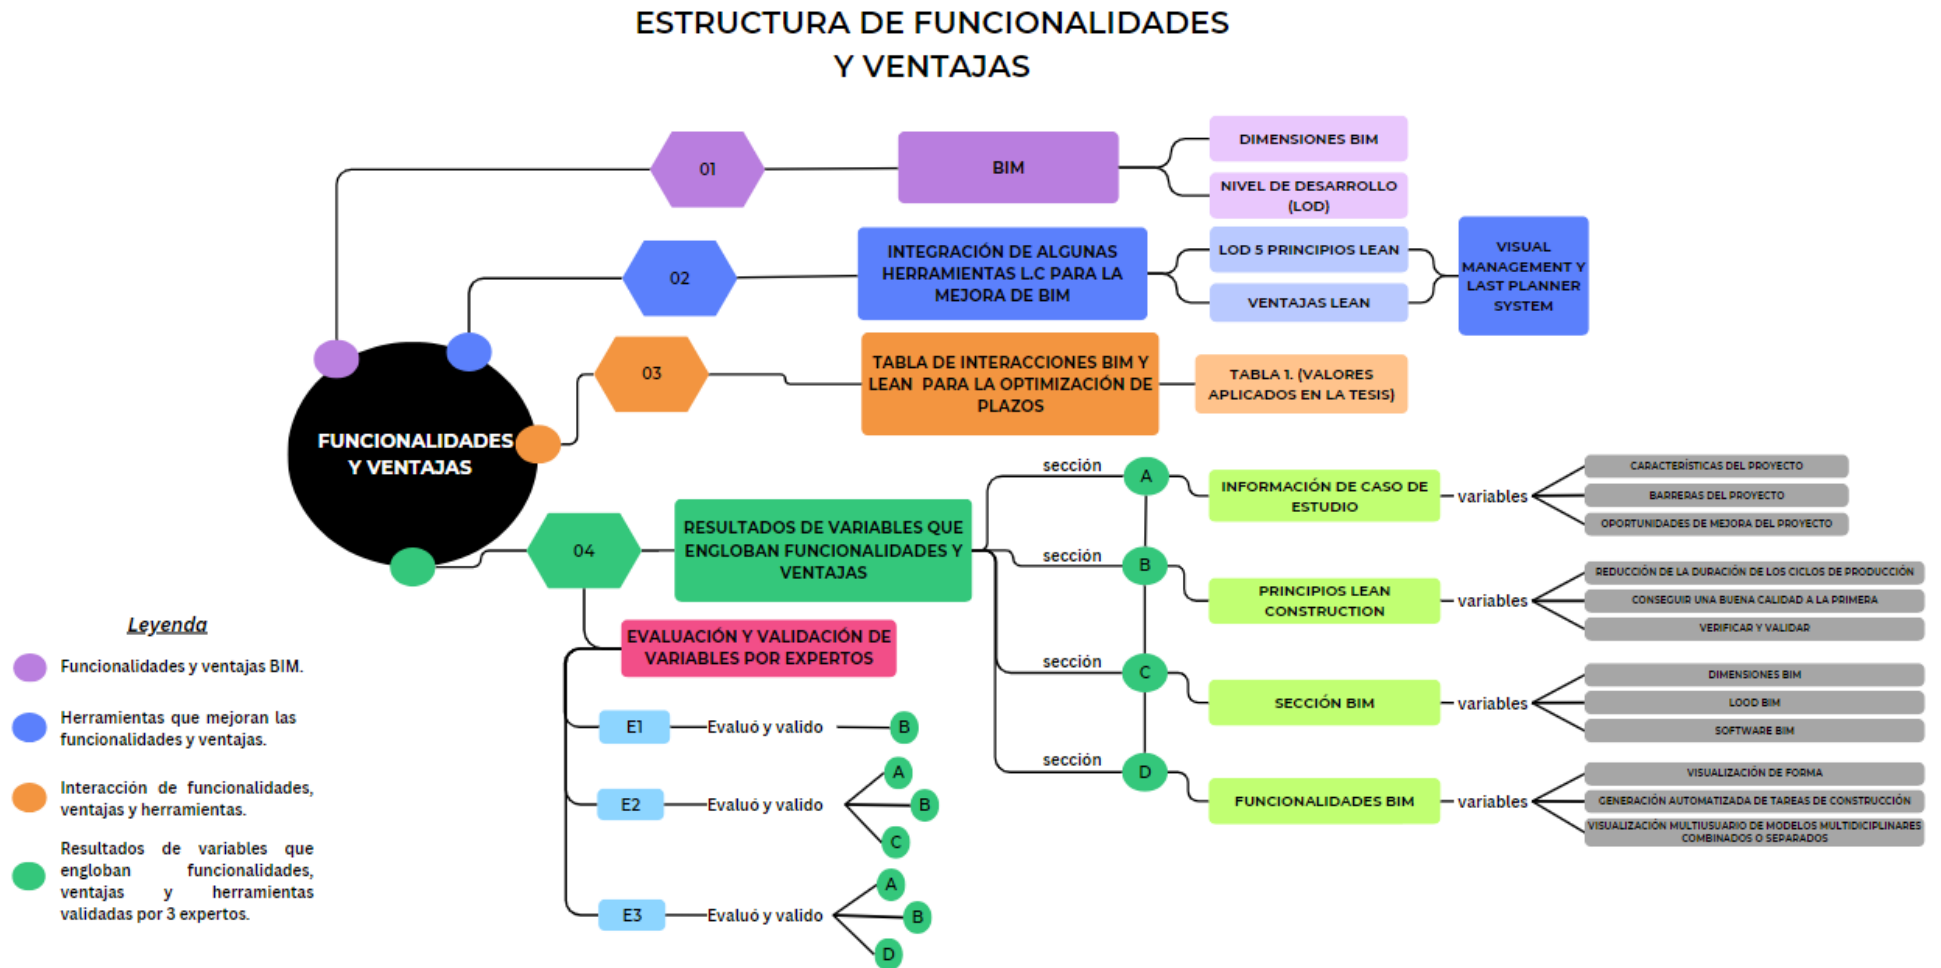 ESTRUCTURA DE FUNCIONALIDADES
Y VENTAJAS
01
BIM
DIMENSIONES BIM
NIVEL DE DESARROLLO
(LOD)
02
INTEGRACIÓN DE ALGUNAS
HERRAMIENTAS L.C PARA LA
MEJORA DE BIM
LOD 5 PRINCIPIOS LEAN
VENTAJAS LEAN
VISUAL
MANAGEMENT Y
LAST PLANNER
SYSTEM
03
TABLA DE INTERACCIONES BIM Y
LEAN PARA LA OPTIMIZACIÓN DE
PLAZOS
TABLA 1. (VALORES
APLICADOS EN LA TESIS)
FUNCIONALIDADES
Y VENTAJAS
04
RESULTADOS DE VARIABLES QUE
ENGLOBAN FUNCIONALIDADES Y
VENTAJAS
sección
A
INFORMACIÓN DE CASO DE
ESTUDIO
variables
CARACTERÍSTICAS DEL PROYECTO
BARRERAS DEL PROYECTO
OPORTUNIDADES DE MEJORA DEL PROYECTO
sección
B
PRINCIPIOS LEAN
CONSTRUCTION
variables
REDUCCIÓN DE LA DURACIÓN DE LOS CICLOS DE PRODUCCIÓN
CONSEGUIR UNA BUENA CALIDAD A LA PRIMERA
VERIFICAR Y VALIDAR
sección
C
SECCIÓN BIM
variables
DIMENSIONES BIM
LOOD BIM
SOFTWARE BIM
sección
D
FUNCIONALIDADES BIM
variables
VISUALIZACIÓN DE FORMA
GENERACIÓN AUTOMATIZADA DE TAREAS DE CONSTRUCCIÓN
VISUALIZACIÓN MULTIUSUARIO DE MODELOS MULTIDICIPLINARES
COMBINADOS O SEPARADOS
EVALUACIÓN Y VALIDACIÓN DE
VARIABLES POR EXPERTOS
E1
Evaluó y valido
B
E2
Evaluó y valido
A
B
C
E3
Evaluó y valido
A
B
D
Leyenda
Funcionalidades y ventajas BIM.
Herramientas que mejoran las
funcionalidades y ventajas.
Interacción de funcionalidades,
ventajas y herramientas.
Resultados de variables que
engloban funcionalidades,
ventajas y herramientas
validadas por 3 expertos.